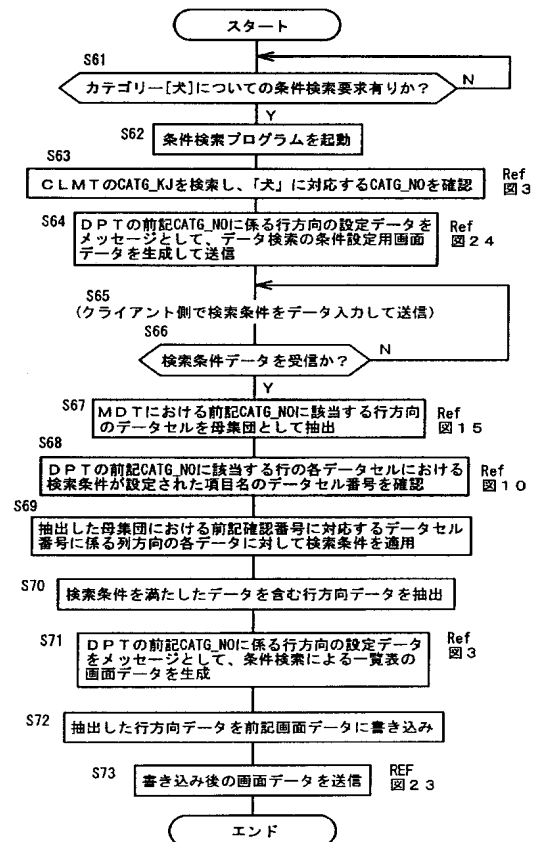 スタート
S61
カテゴリー[犬]についての条件検索要求有りか？
N
Y
S62
条件検索プログラムを起動
S63
ＣＬＭＴのCATG_KJを検索し、「犬」に対応するCATG_NOを確認
Ref
図３
S64
ＤＰＴの前記CATG_NOに係る行方向の設定データを
メッセージとして、データ検索の条件設定用画面
データを生成して送信
Ref
図２４
S65
(クライアント側で検索条件をデータ入力して送信)
S66
検索条件データを受信か？
N
Y
S67
ＭＤＴにおける前記CATG_NOに該当する行方向
のデータセルを母集団として抽出
Ref
図１５
S68
ＤＰＴの前記CATG_NOに該当する行の各データセルにおける
検索条件が設定された項目名のデータセル番号を確認
Ref
図１０
S69
抽出した母集団における前記確認番号に対応するデータセル
番号に係る列方向の各データに対して検索条件を適用
S70
検索条件を満たしたデータを含む行方向データを抽出
S71
ＤＰＴの前記CATG_NOに係る行方向の設定データ
をメッセージとして、条件検索による一覧表の
画面データを生成
Ref
図３
S72
抽出した行方向データを前記画面データに書き込み
S73
書き込み後の画面データを送信
REF
図２３
エンド